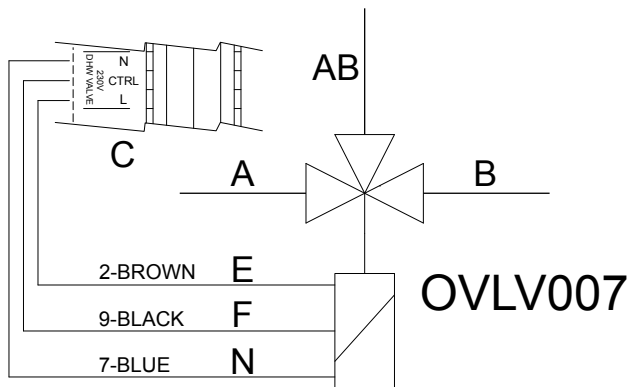 N
CTRL
L
230V
DHW VALVE
C
AB
A
B
2-BROWN E
9-BLACK F
7-BLUE N
OVLV007